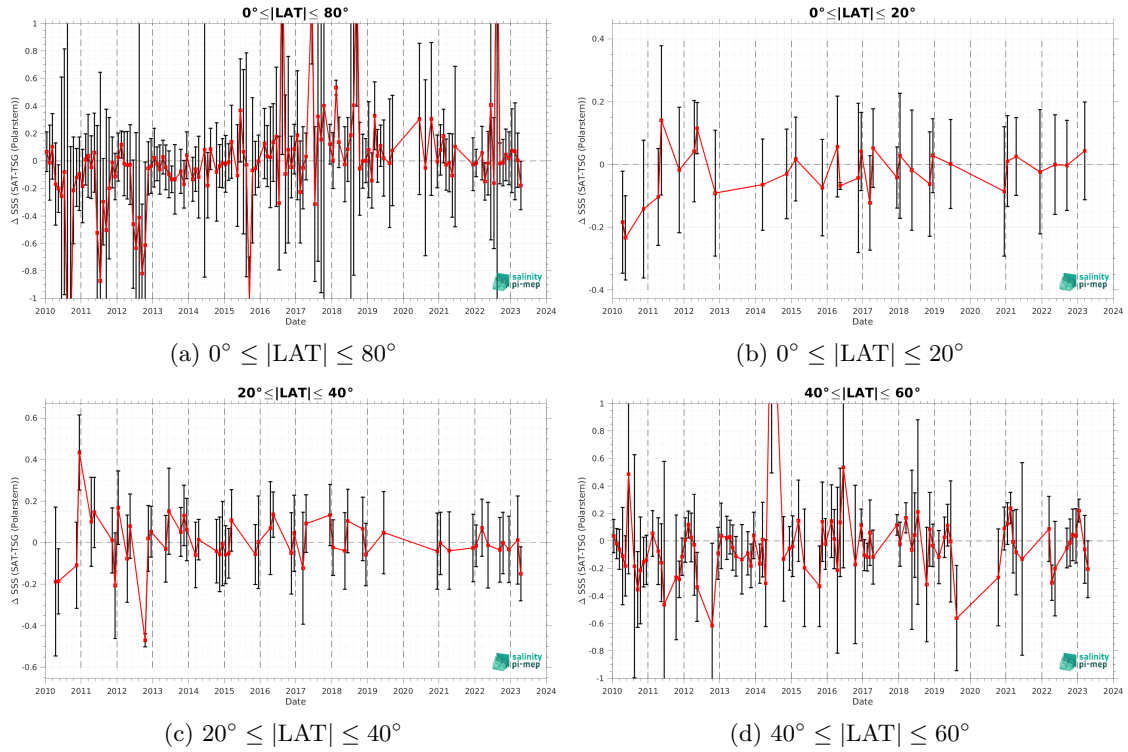 0°≤|LAT|≤ 80°
Δ SSS (SAT-TSG (Polarstern))
1
0.8
0.6
0.4
0.2
0
-0.2
-0.4
-0.6
-0.8
-1
2010 2011 2012 2013 2014 2015 2016 2017 2018 2019 2020 2021 2022 2023 2024
Date
salinity
pi-mep
(a) 0° ≤ |LAT| ≤ 80°
0°≤|LAT|≤ 20°
Δ SSS (SAT-TSG (Polarstern))
0.4
0.2
0
-0.2
-0.4
2010 2011 2012 2013 2014 2015 2016 2017 2018 2019 2020 2021 2022 2023 2024
Date
salinity
pi-mep
(b) 0° ≤ |LAT| ≤ 20°
20°≤|LAT|≤ 40°
Δ SSS (SAT-TSG (Polarstern))
0.6
0.4
0.2
0
-0.2
-0.4
-0.6
2010 2011 2012 2013 2014 2015 2016 2017 2018 2019 2020 2021 2022 2023 2024
Date
salinity
pi-mep
(c) 20° ≤ |LAT| ≤ 40°
40°≤|LAT|≤ 60°
Δ SSS (SAT-TSG (Polarstern))
1
0.8
0.6
0.4
0.2
0
-0.2
-0.4
-0.6
-0.8
-1
2010 2011 2012 2013 2014 2015 2016 2017 2018 2019 2020 2021 2022 2023 2024
Date
salinity
pi-mep
(d) 40° ≤ |LAT| ≤ 60°